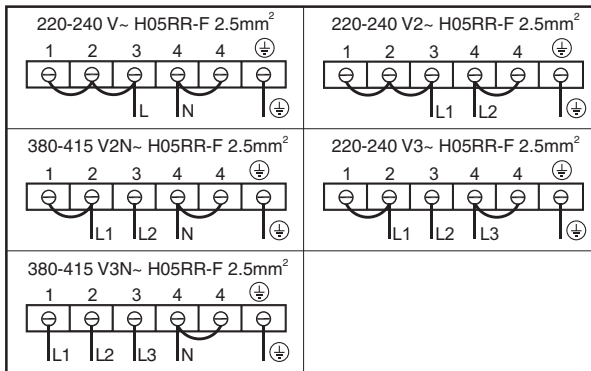 220-240 V~ H05RR-F 2.5mm²
1 2 3 4 4 ⏚
L N ⏚
220-240 V2~ H05RR-F 2.5mm²
1 2 3 4 4 ⏚
L1 L2 ⏚
380-415 V2N~ H05RR-F 2.5mm²
1 2 3 4 4 ⏚
L1 L2 N ⏚
220-240 V3~ H05RR-F 2.5mm²
1 2 3 4 4 ⏚
L1 L2 L3 ⏚
380-415 V3N~ H05RR-F 2.5mm²
1 2 3 4 4 ⏚
L1 L2 L3 N ⏚